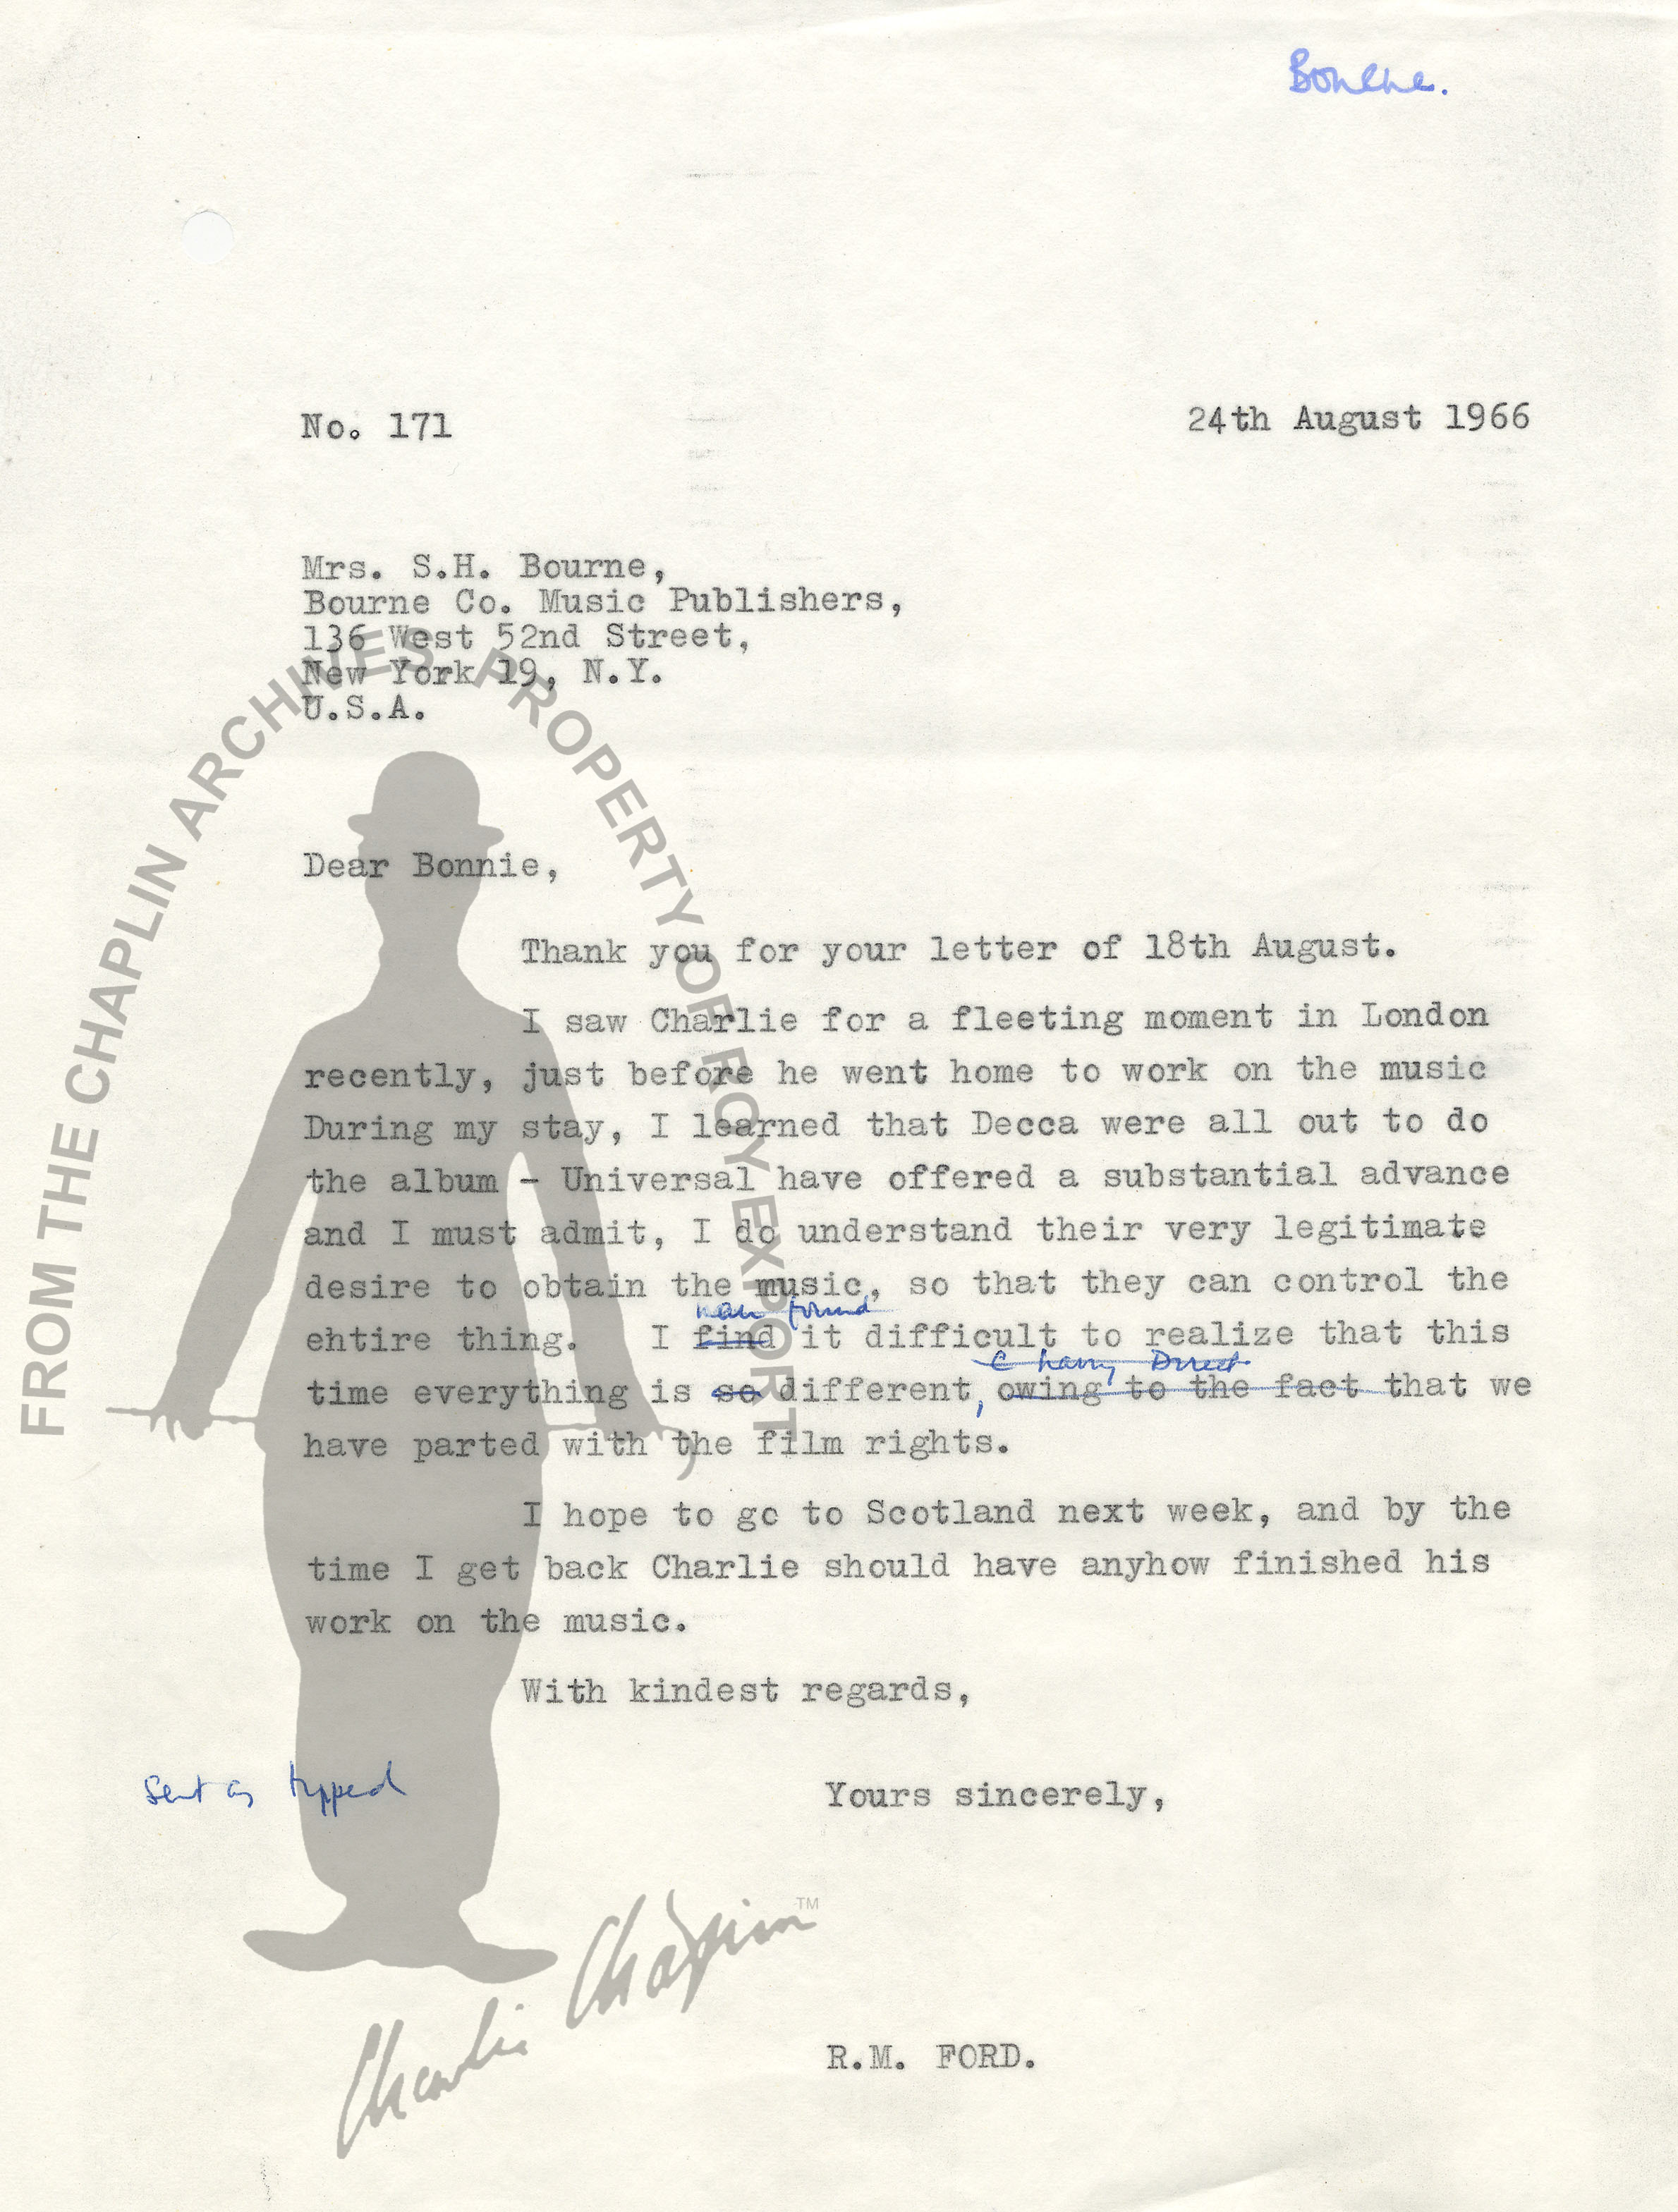 Bourne.
No. 171
24th August 1966
Mrs. S.H. Bourne,
Bourne Co. Music Publishers,
136 West 52nd Street,
New York 19, N.Y.
U.S.A.
FROM THE CHAPLIN ARCHIVES PROPERTY OF ROY EXPORT
Dear Bonnie,
Thank you for your letter of 18th August.
I saw Charlie for a fleeting moment in London
recently, just before he went home to work on the music
During my stay, I learned that Decca were all out to do
the album - Universal have offered a substantial advance
and I must admit, I do understand their very legitimate
desire to obtain the music, so that they can control the
found
entire thing. I find it difficult to realize that this
time everything is so different, owing to the fact that we
have parted with the film rights.
I hope to go to Scotland next week, and by the
time I get back Charlie should have anyhow finished his
work on the music.
With kindest regards,
sent as typed
Yours sincerely,
Charlie Chaplin TM
R.M. FORD.